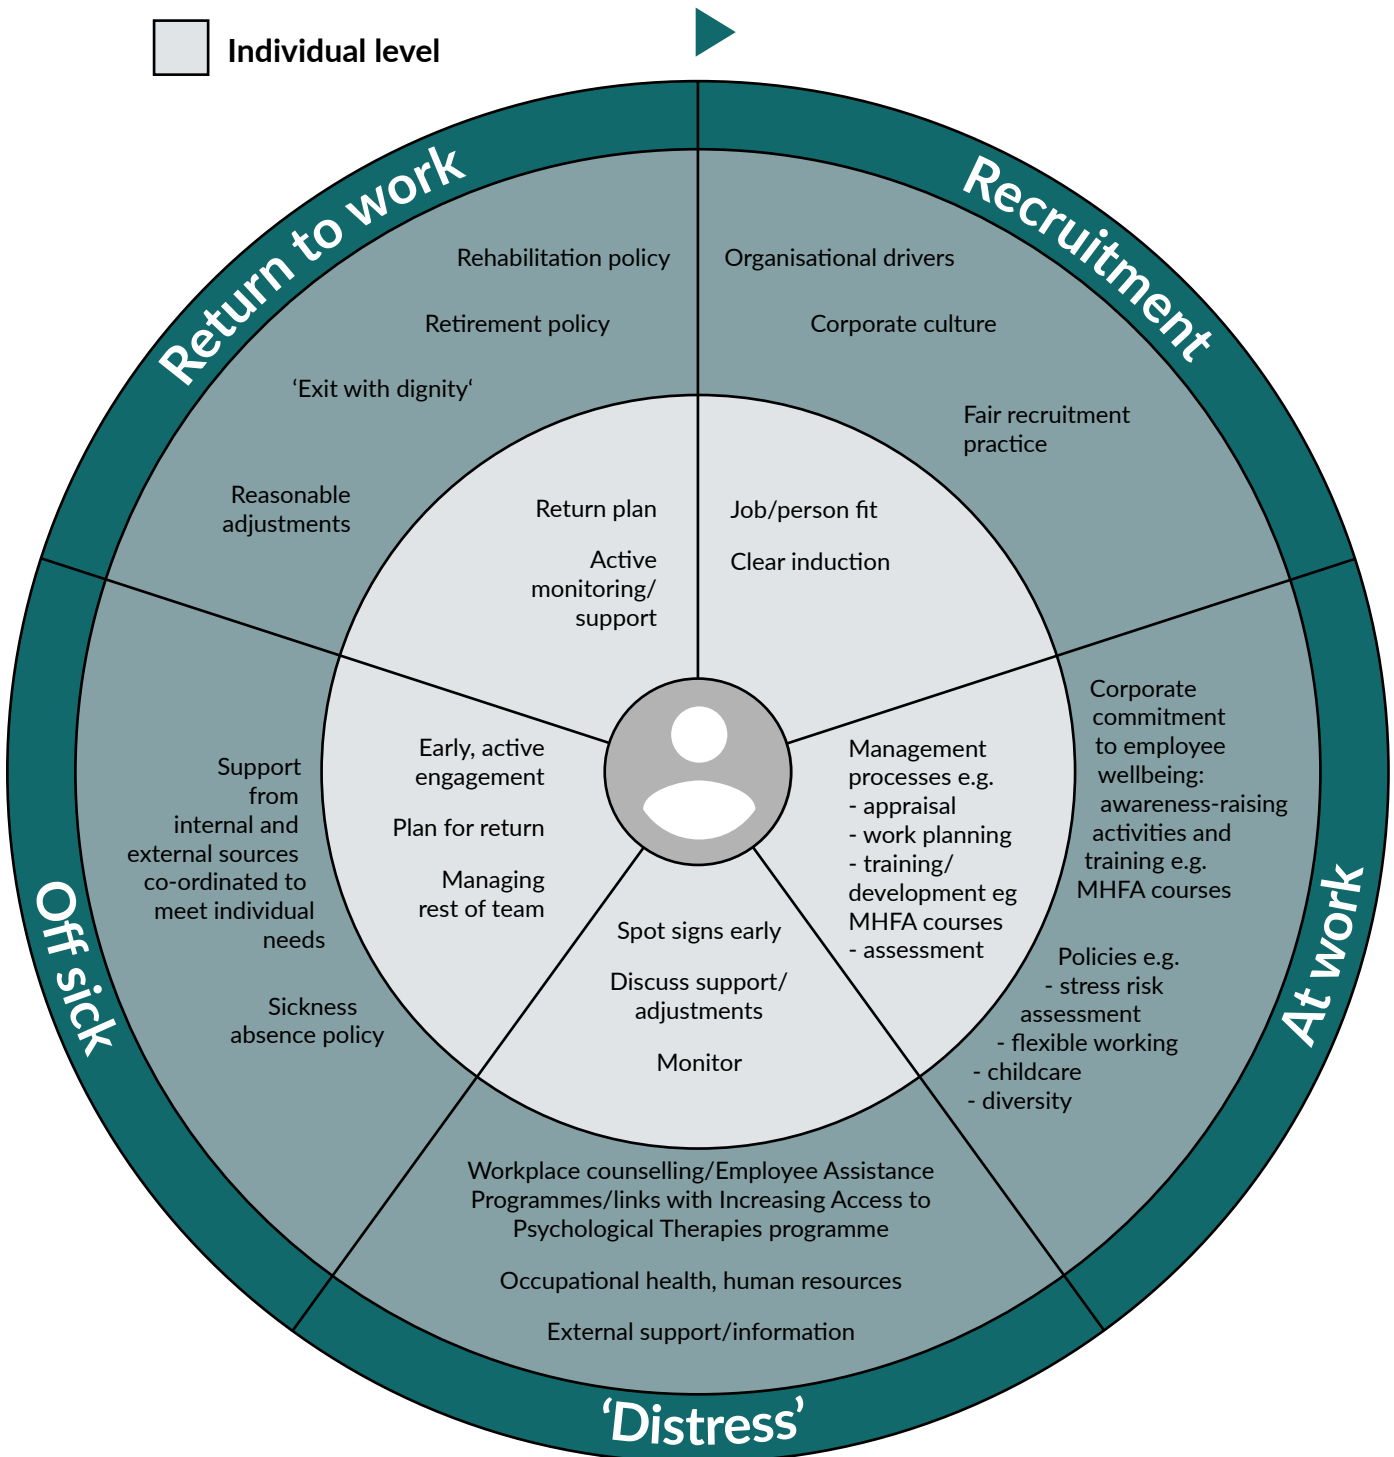 Individual level
Return to work
Rehabilitation policy
Retirement policy
‘Exit with dignity‘
Reasonable
adjustments
Return plan
Active
monitoring/
support
Recruitment
Organisational drivers
Corporate culture
Fair recruitment
practice
Job/person fit
Clear induction
At work
Corporate
commitment
to employee
wellbeing:
awareness-raising
activities and
training e.g.
MHFA courses
Policies e.g.
- stress risk
assessment
- flexible working
- childcare
- diversity
Management
processes e.g.
- appraisal
- work planning
- training/
development eg
MHFA courses
- assessment
‘Distress’
Spot signs early
Discuss support/
adjustments
Monitor
Workplace counselling/Employee Assistance
Programmes/links with Increasing Access to
Psychological Therapies programme
Occupational health, human resources
External support/information
Off sick
Early, active
engagement
Plan for return
Managing
rest of team
Support
from
internal and
external sources
co-ordinated to
meet individual
needs
Sickness
absence policy